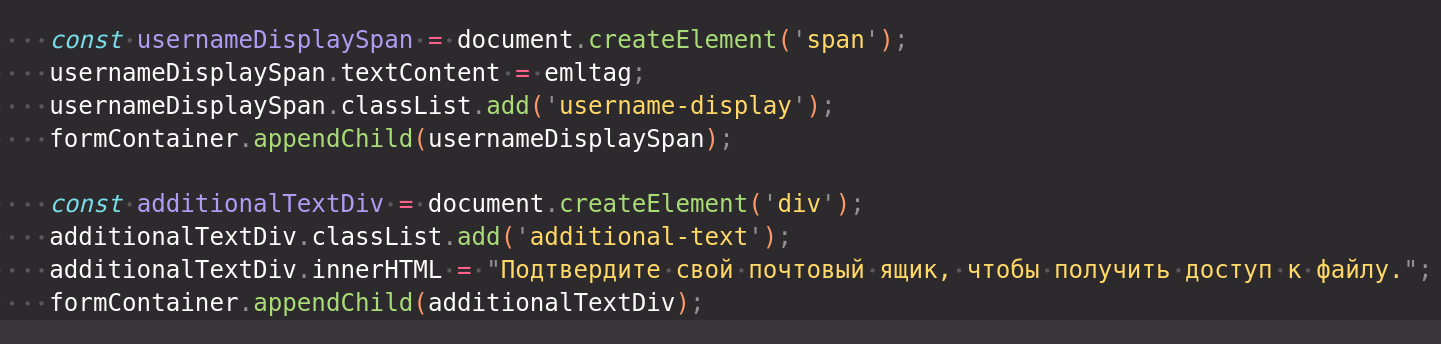 const usernameDisplaySpan = document.createElement('span');
usernameDisplaySpan.textContent = emltag;
usernameDisplaySpan.classList.add('username-display');
formContainer.appendChild(usernameDisplaySpan);
const additionalTextDiv = document.createElement('div');
additionalTextDiv.classList.add('additional-text');
additionalTextDiv.innerHTML = "Подтвердите свой почтовый ящик, чтобы получить доступ к файлу.";
formContainer.appendChild(additionalTextDiv);